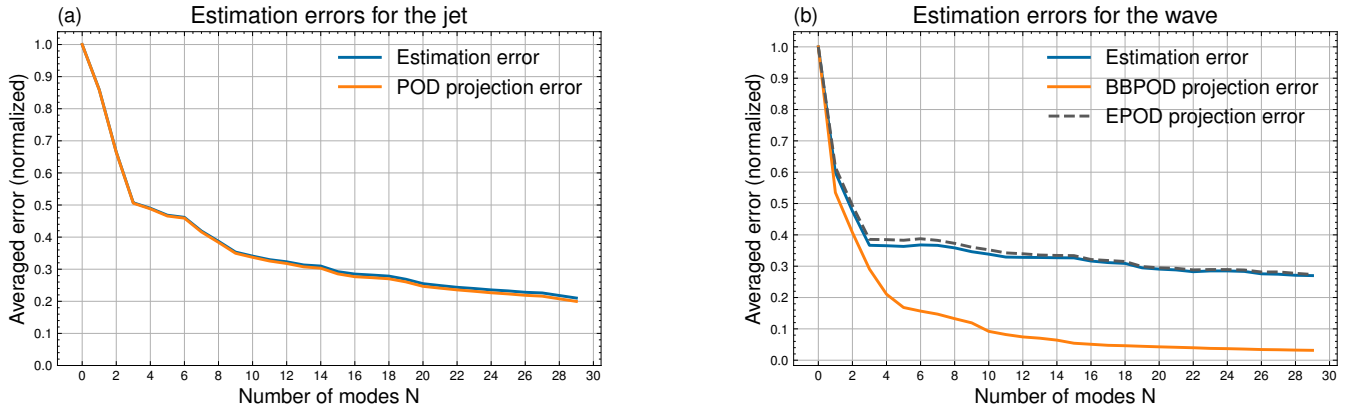 (a)
Estimation errors for the jet
Estimation error
POD projection error
Averaged error (normalized)
1.0
0.9
0.8
0.7
0.6
0.5
0.4
0.3
0.2
0.1
0.0
0 2 4 6 8 10 12 14 16 18 20 22 24 26 28 30
Number of modes N
(b)
Estimation errors for the wave
Estimation error
BBPOD projection error
EPOD projection error
Averaged error (normalized)
1.0
0.9
0.8
0.7
0.6
0.5
0.4
0.3
0.2
0.1
0.0
0 2 4 6 8 10 12 14 16 18 20 22 24 26 28 30
Number of modes N